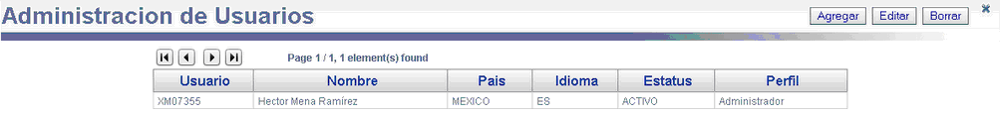 Administracion de Usuarios
Agregar Editar Borrar
Page 1 / 1, 1 element(s) found
Usuario Nombre Pais Idioma Estatus Perfil
XM07355 Hector Mena Ramírez MEXICO ES ACTIVO Administrador